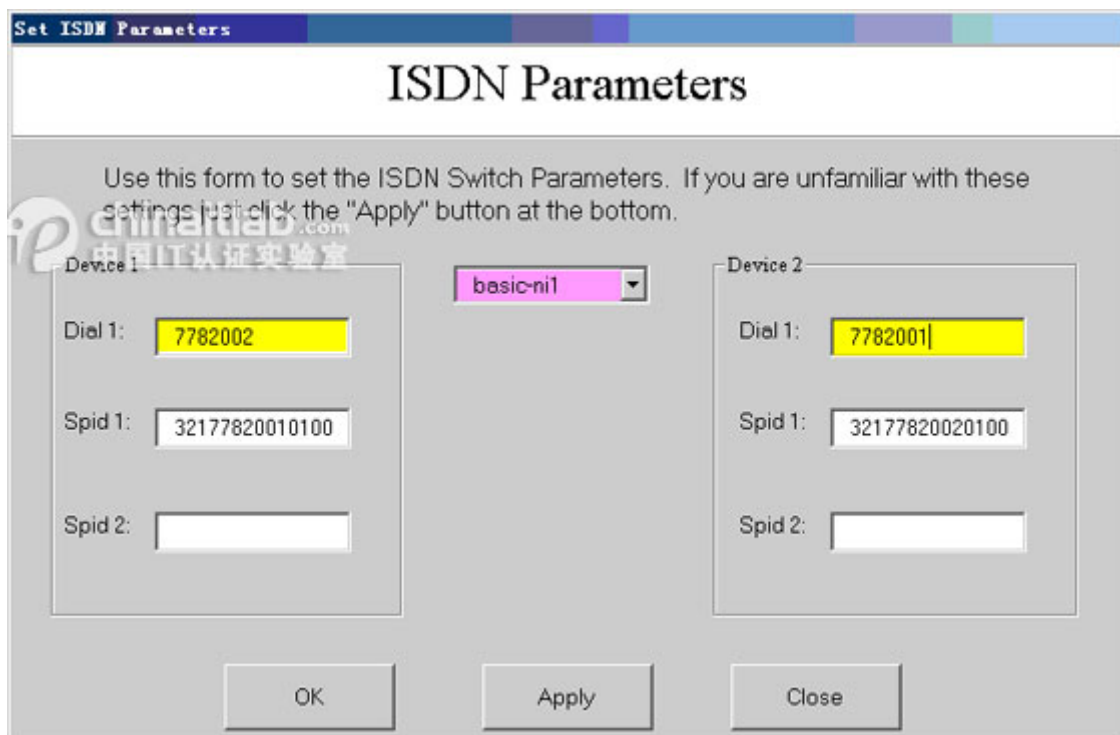 Set ISDN Parameters
ISDN Parameters
Use this form to set the ISDN Switch Parameters. If you are unfamiliar with these
settings just click the "Apply" button at the bottom.
chinaitlab.com
中国IT认证实验室
Device 1
basic-ni1
Device 2
Dial 1: 7782002
Dial 1: 7782001
Spid 1: 32177820010100
Spid 1: 32177820020100
Spid 2:
Spid 2:
OK
Apply
Close